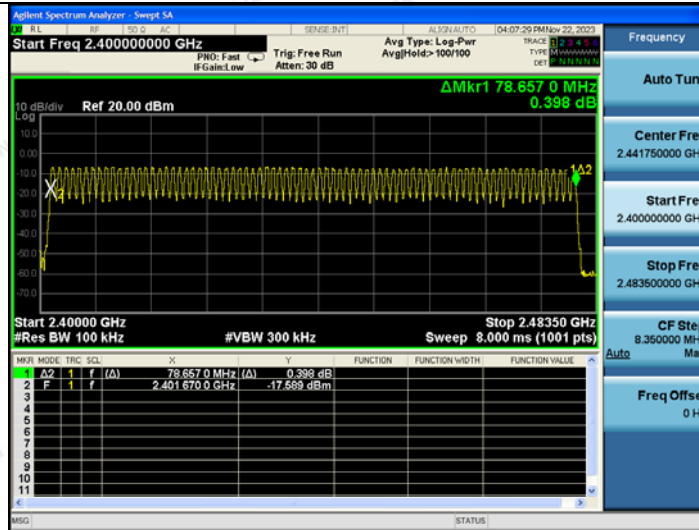 Agilent Spectrum Analyzer - Swept SA
RL RF 50 Ω AC SENSE:INT ALIGN AUTO 04:07:29 PM Nov 22, 2023
Start Freq 2.400000000 GHz
PNO: Fast
IFGain:Low
Trig: Free Run
Atten: 30 dB
Avg Type: Log-Pwr
Avg|Hold:> 100/100
TRACE 1 2 3 4 5 6
TYPE M
DET P N N N N N
ΔMkr1 78.657 0 MHz
0.398 dB
10 dB/div Ref 20.00 dBm
Log
10.0
0.00
-10.0
-20.0
-30.0
-40.0
-50.0
-60.0
-70.0
1Δ2
2
Start 2.40000 GHz Stop 2.48350 GHz
#Res BW 100 kHz #VBW 300 kHz Sweep 8.000 ms (1001 pts)
MKR MODE TRC SCL X Y FUNCTION FUNCTION WIDTH FUNCTION VALUE
1 Δ2 1 f (Δ) 78.657 0 MHz (Δ) 0.398 dB
2 F 1 f 2.401 670 0 GHz -17.589 dBm
3
4
5
6
7
8
9
10
11
MSG STATUS
Frequency
Auto Tun
Center Fre
2.441750000 GH
Start Fre
2.400000000 GH
Stop Fre
2.483500000 GH
CF Ste
8.350000 MH
Auto Ma
Freq Offse
0 H